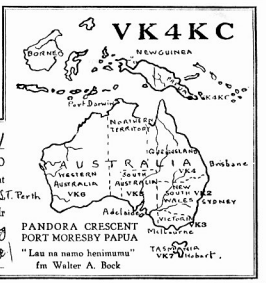 VK4KC
BORNEO
NEWGUINEA
VK4KC
Port Darwin
NORTHERN
TERRITORY
QUEENSLAND
AUSTRALIA
Brisbane
WESTERN
AUSTRALIA
SOUTH
AUSTRALIA
VK4
NEW
SOUTH
WALES
VK2
SYDNEY
Perth
VK6
VK5
Adelaide
VICTORIA
VK3
Melbourne
PANDORA CRESCENT
PORT MORESBY PAPUA
TASMANIA
VK7 Hobart.
"Lau na namo henimumu"
fm Walter A. Bock